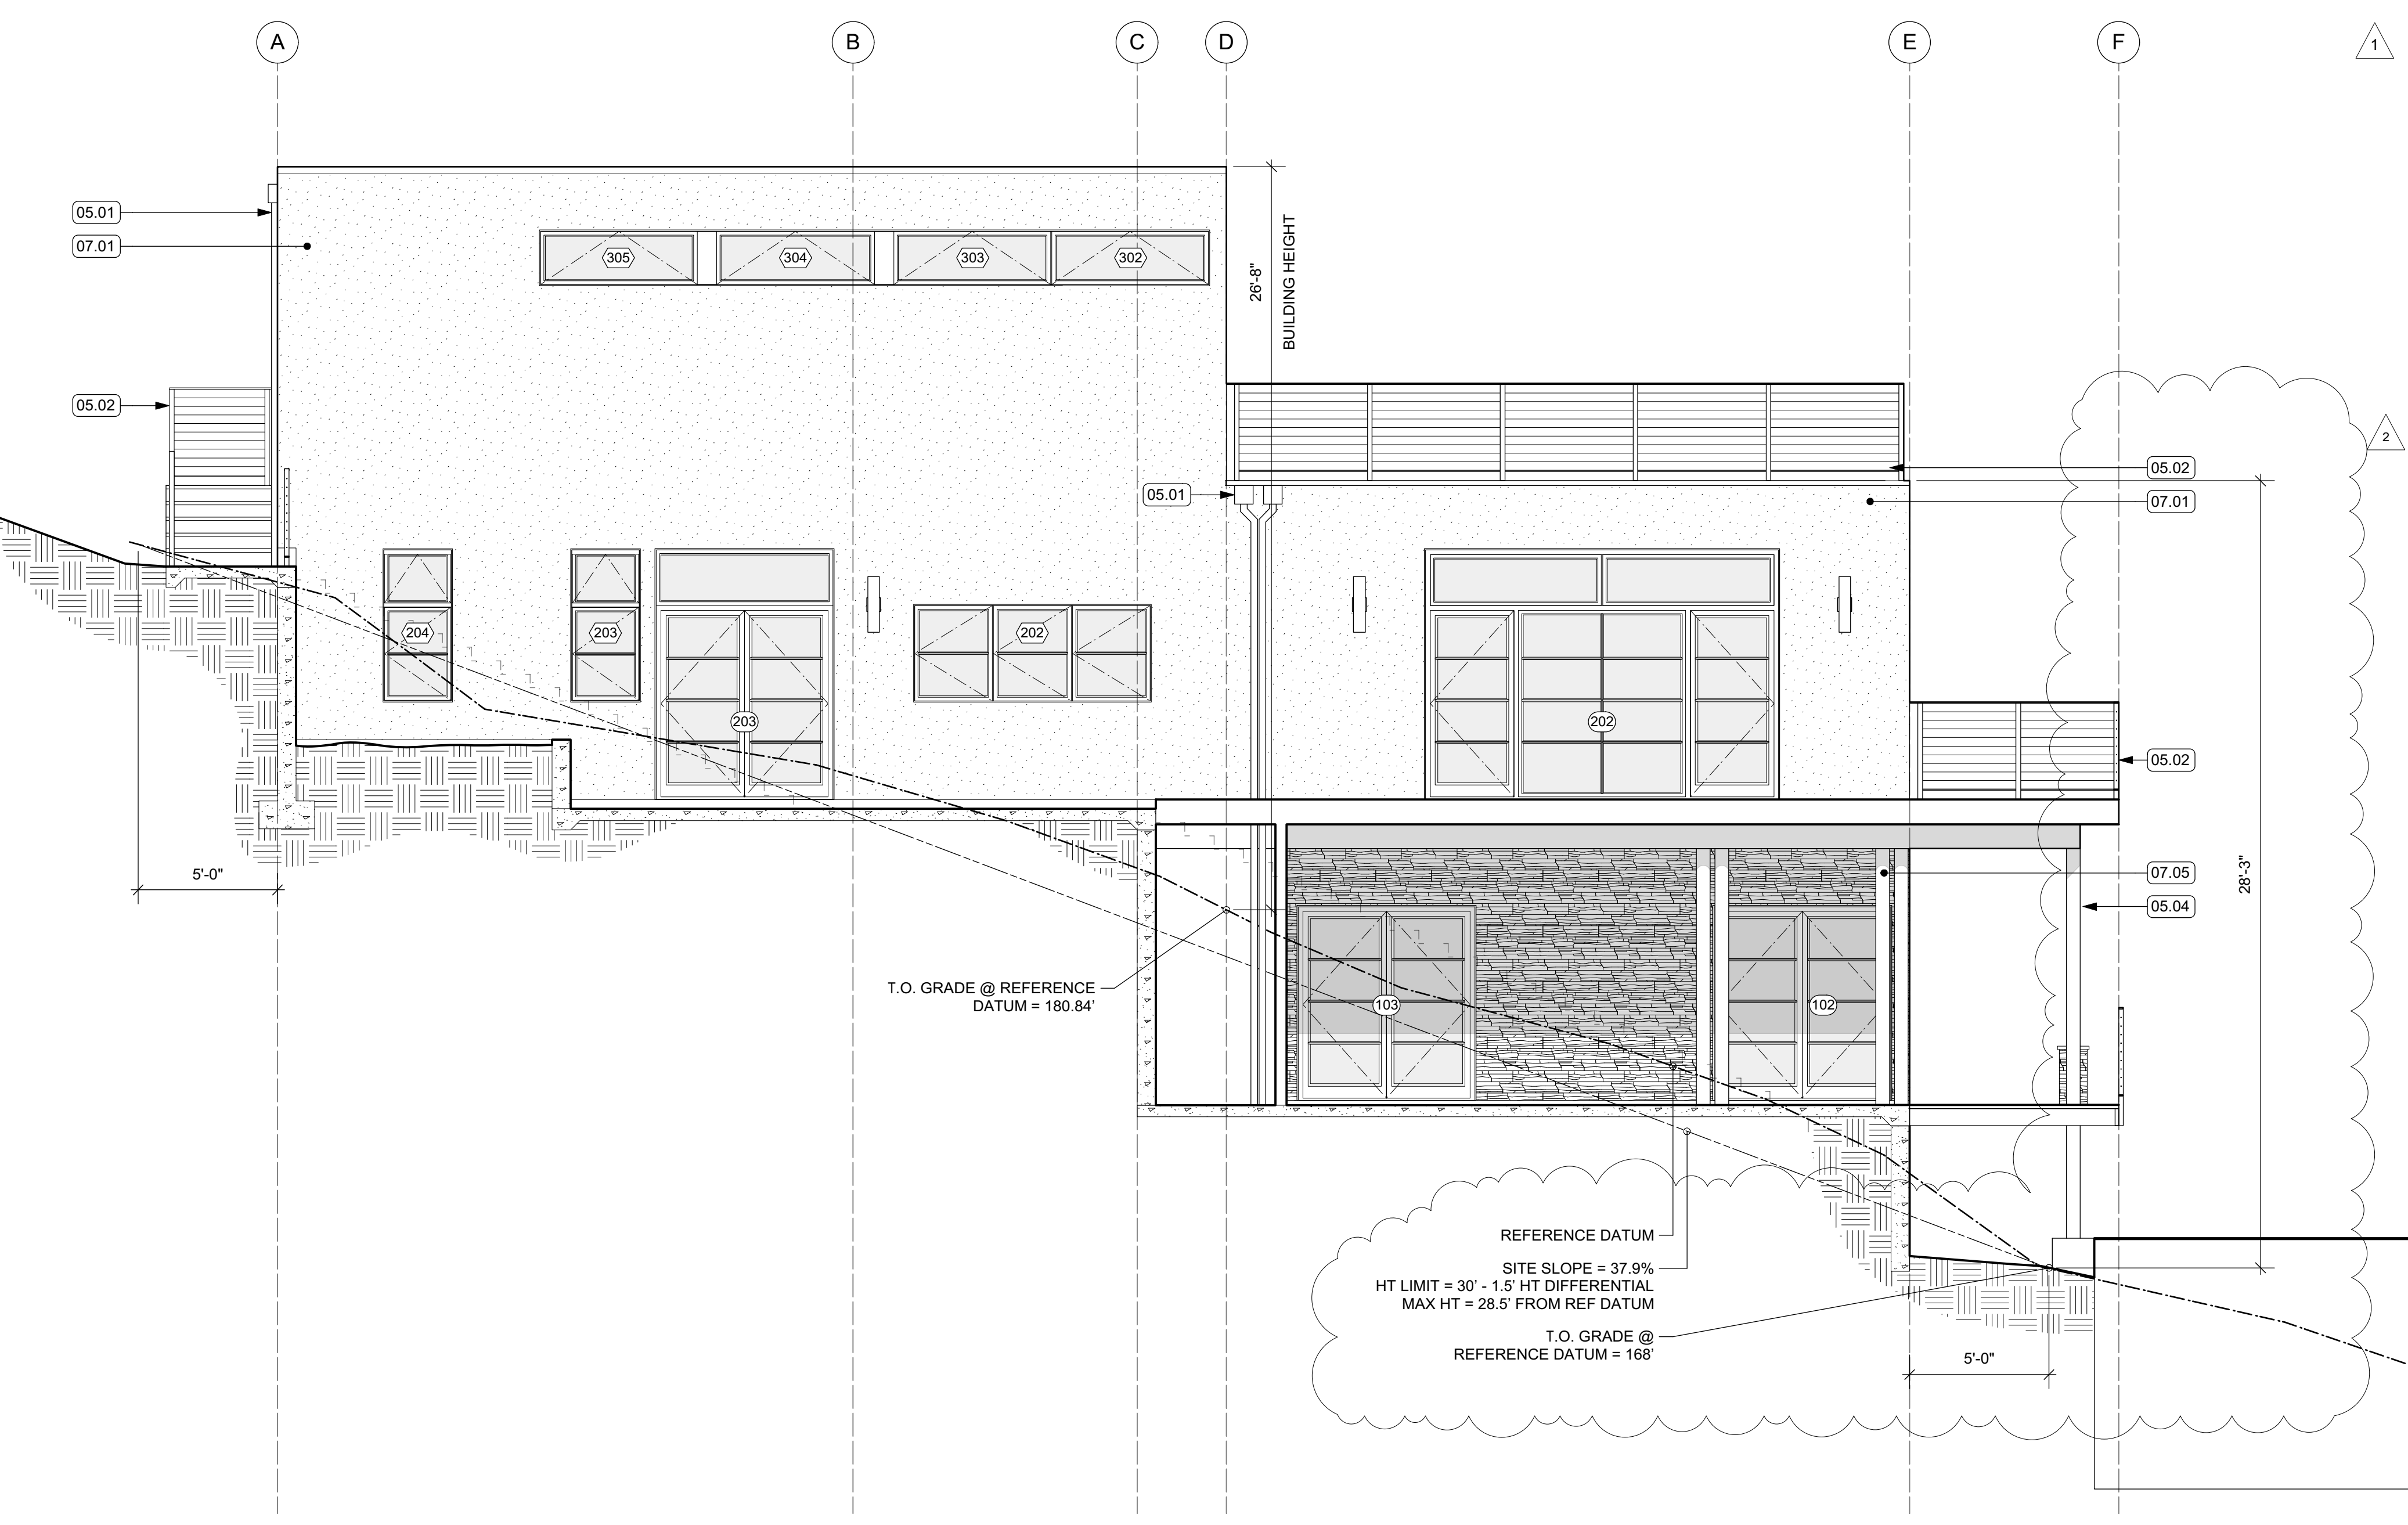 A
B
C
D
E
F
1
05.01
07.01
305
304
303
302
26'-8"
BUILDING HEIGHT
05.02
2
05.02
05.01
07.01
204
203
202
203
202
05.02
5'-0"
07.05
05.04
28'-3"
T.O. GRADE @ REFERENCE
DATUM = 180.84'
103
102
REFERENCE DATUM
SITE SLOPE = 37.9%
HT LIMIT = 30' - 1.5' HT DIFFERENTIAL
MAX HT = 28.5' FROM REF DATUM
T.O. GRADE @
REFERENCE DATUM = 168'
5'-0"